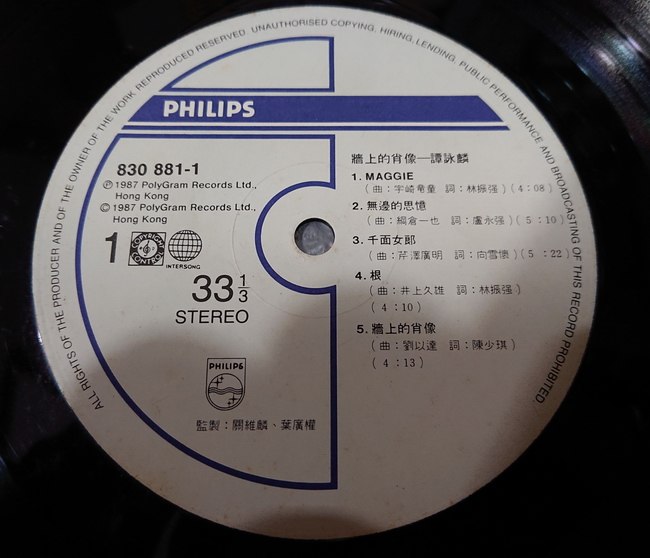 ALL RIGHTS OF THE PRODUCER AND OF THE OWNER OF THE WORK REPRODUCED RESERVED. UNAUTHORISED COPYING, HIRING, LENDING, PUBLIC PERFORMANCE AND BROADCASTING OF THIS RECORD PROHIBITED.
PHILIPS
830 881-1
Ⓟ 1987 PolyGram Records Ltd.,
Hong Kong
© 1987 PolyGram Records Ltd.,
Hong Kong
1 COPYRIGHT CONTROL INTERSONG
33 1/3
STEREO
PHILIPS
監製：關維麟、葉廣權
牆上的肖像—譚詠麟
1. MAGGIE
(曲：宇崎竜童 詞：林振强)(4:08)
2. 無邊的思憶
(曲：綱倉一也 詞：盧永强)(5:10)
3. 千面女郎
(曲：芹澤廣明 詞：向雪懷)(5:22)
4. 根
(曲：井上久雄 詞：林振强)
(4:10)
5. 牆上的肖像
(曲：劉以達 詞：陳少琪)
(4:13)